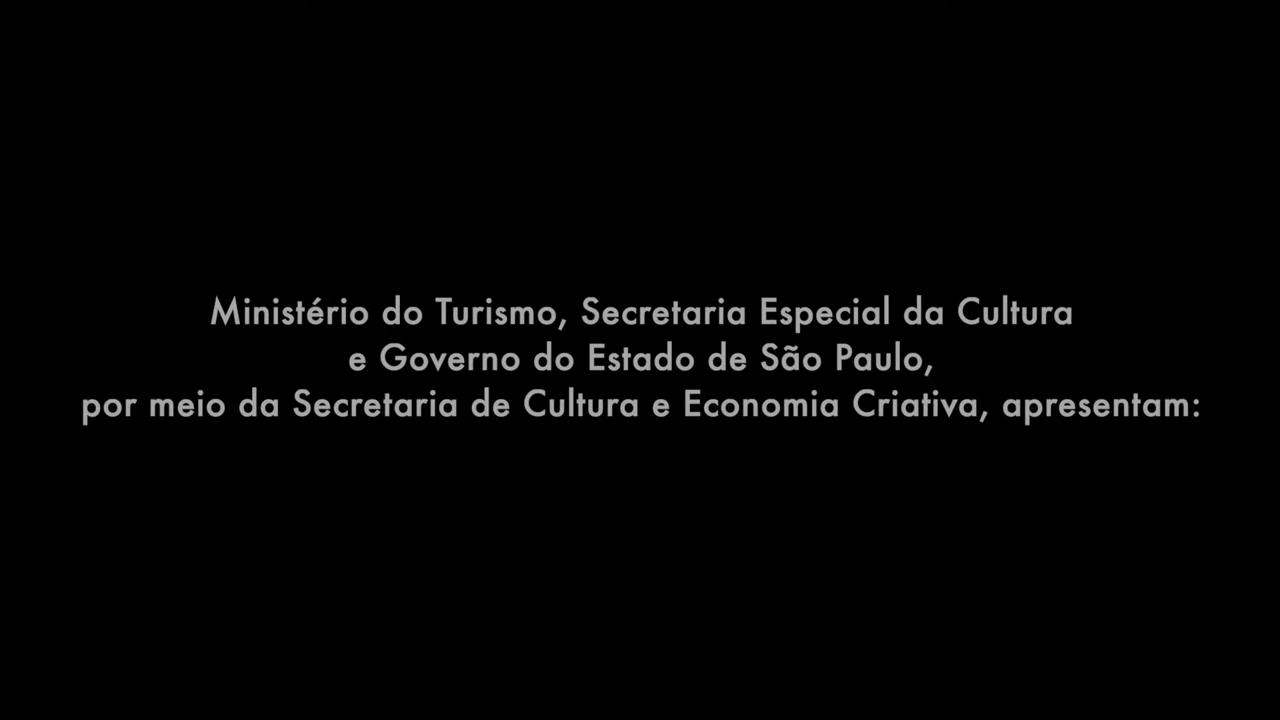 Ministério do Turismo, Secretaria Especial da Cultura
e Governo do Estado de São Paulo,
por meio da Secretaria de Cultura e Economia Criativa, apresentam: